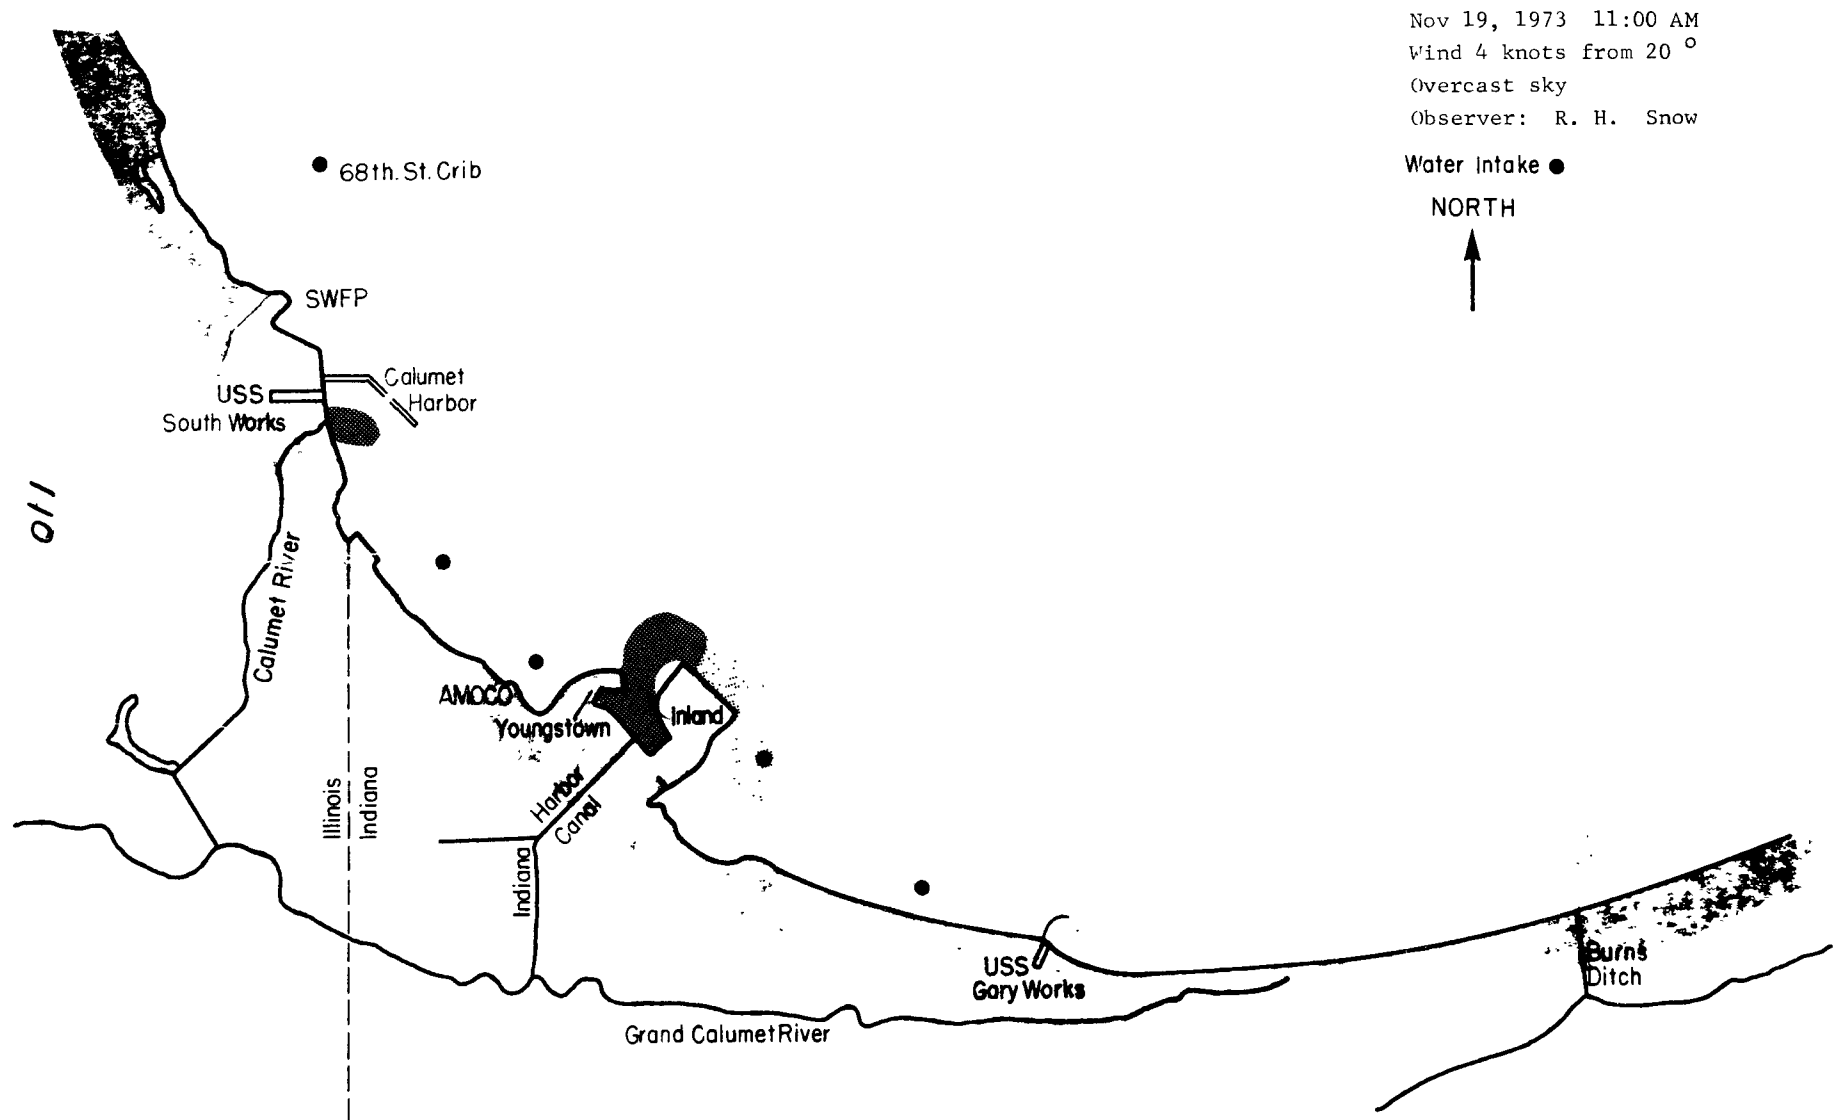 Nov 19, 1973 11:00 AM
Wind 4 knots from 20 °
Overcast sky
Observer: R. H. Snow
Water Intake
NORTH
68th. St. Crib
SWFP
Calumet
Harbor
USS
South Works
110
Calumet River
AMOCO
Youngstown
Inland
Illinois
Indiana
Harbor
Canal
Indiana
USS
Gary Works
Burns
Ditch
Grand Calumet River